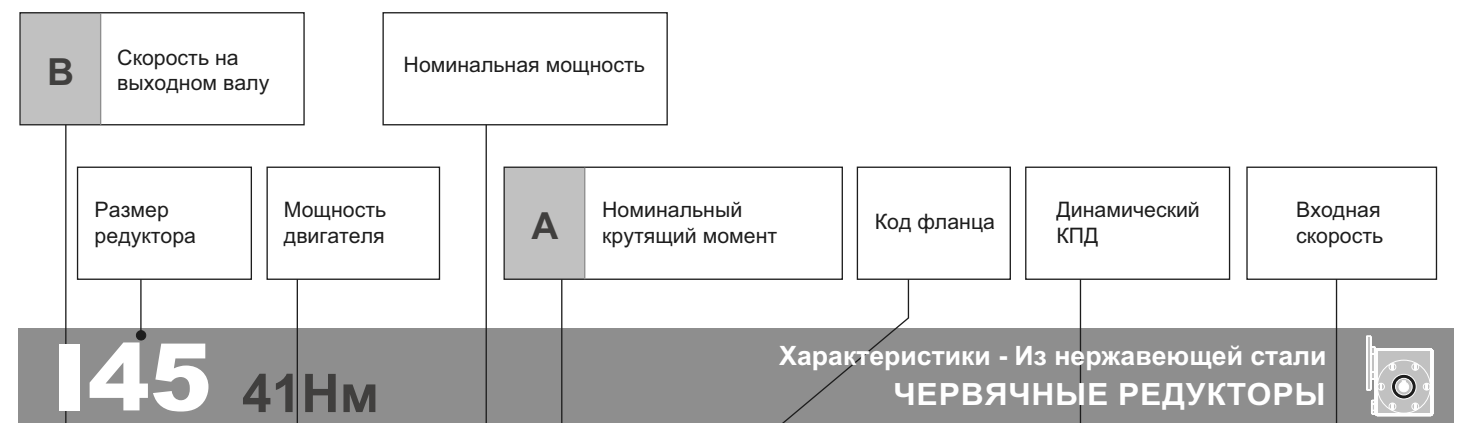 B
Скорость на
выходном валу
Номинальная мощность
Размер
редуктора
Мощность
двигателя
A
Номинальный
крутящий момент
Код фланца
Динамический
КПД
Входная
скорость
I45 41Нм
Характеристики - Из нержавеющей стали
ЧЕРВЯЧНЫЕ РЕДУКТОРЫ